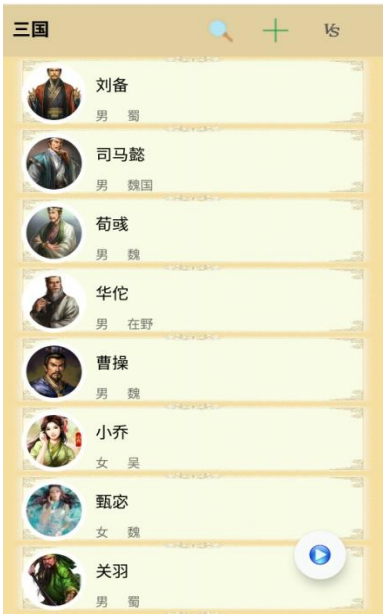 三国 VS
刘备
男 蜀
司马懿
男 魏国
荀彧
男 魏
华佗
男 在野
曹操
男 魏
小乔
女 吴
甄宓
女 魏
关羽
男 蜀